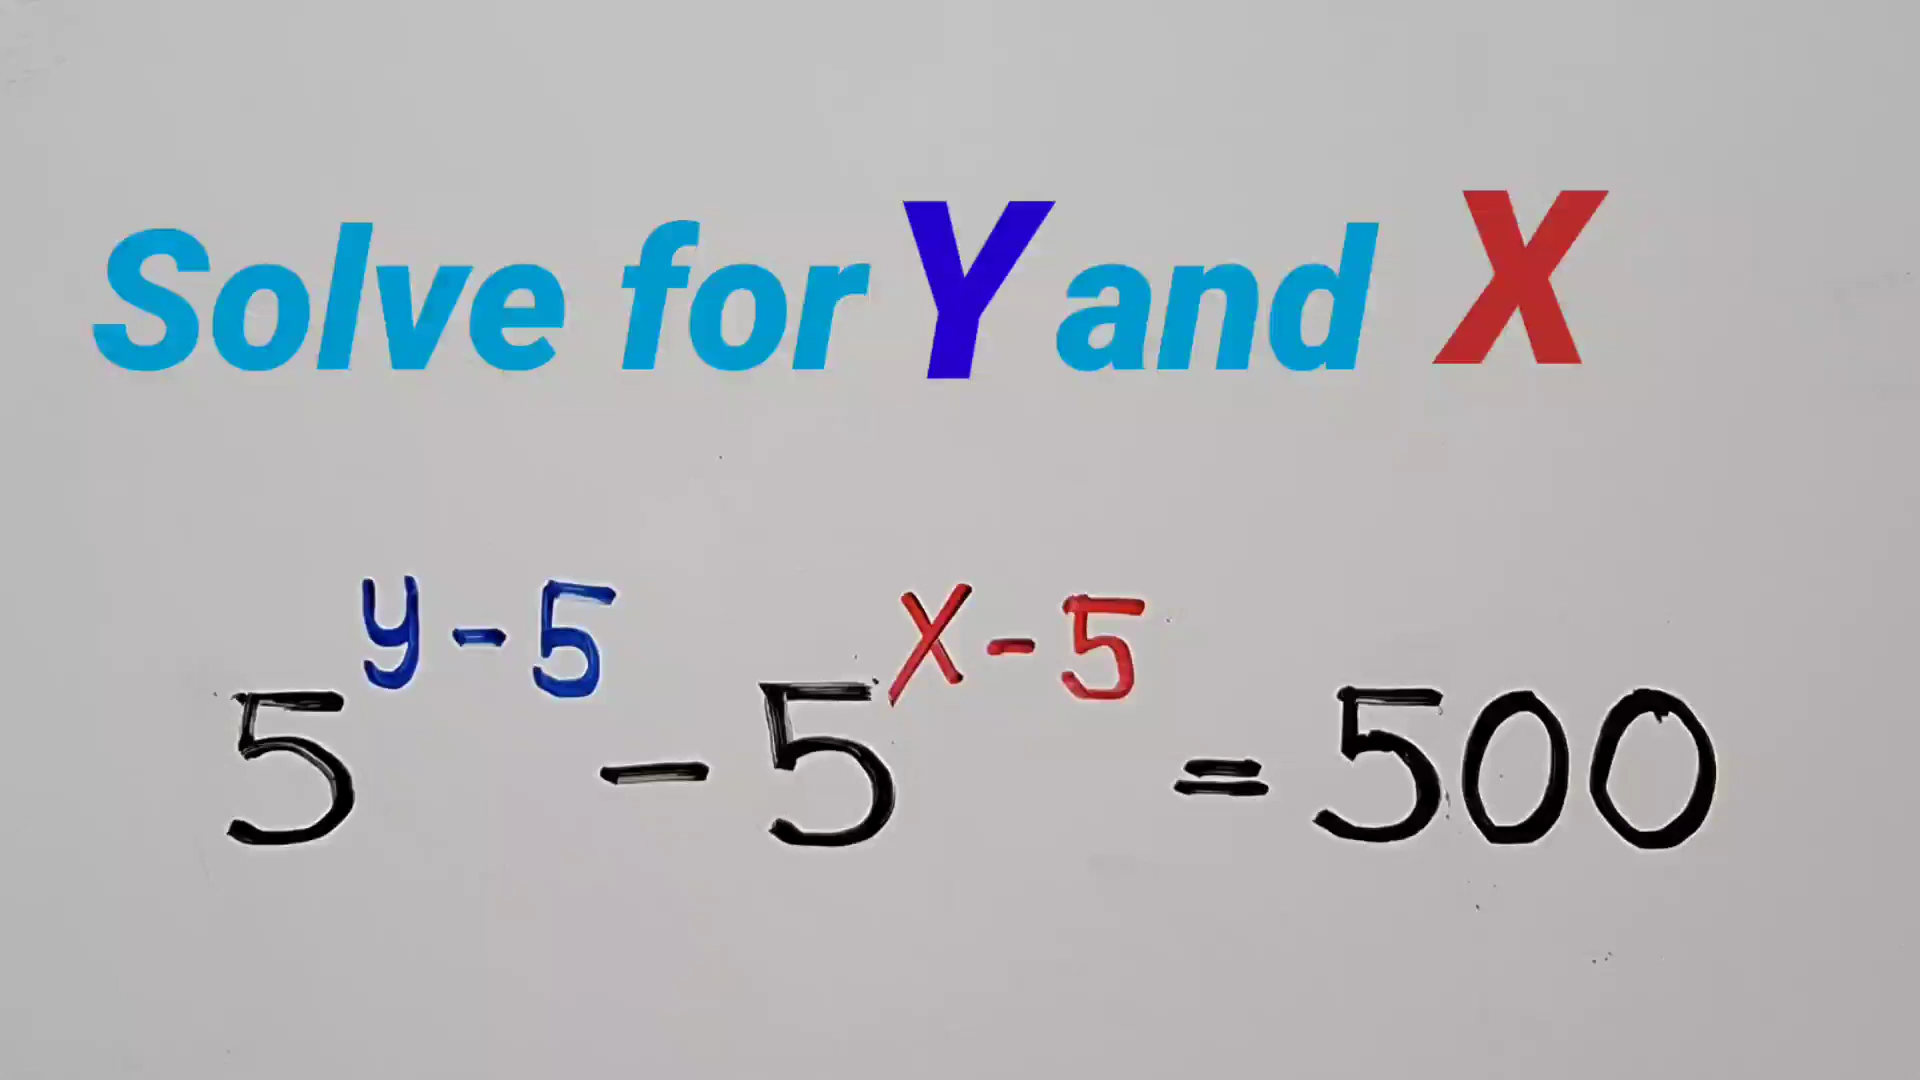 Solve for Y and X
5^{y-5} - 5^{x-5} = 500